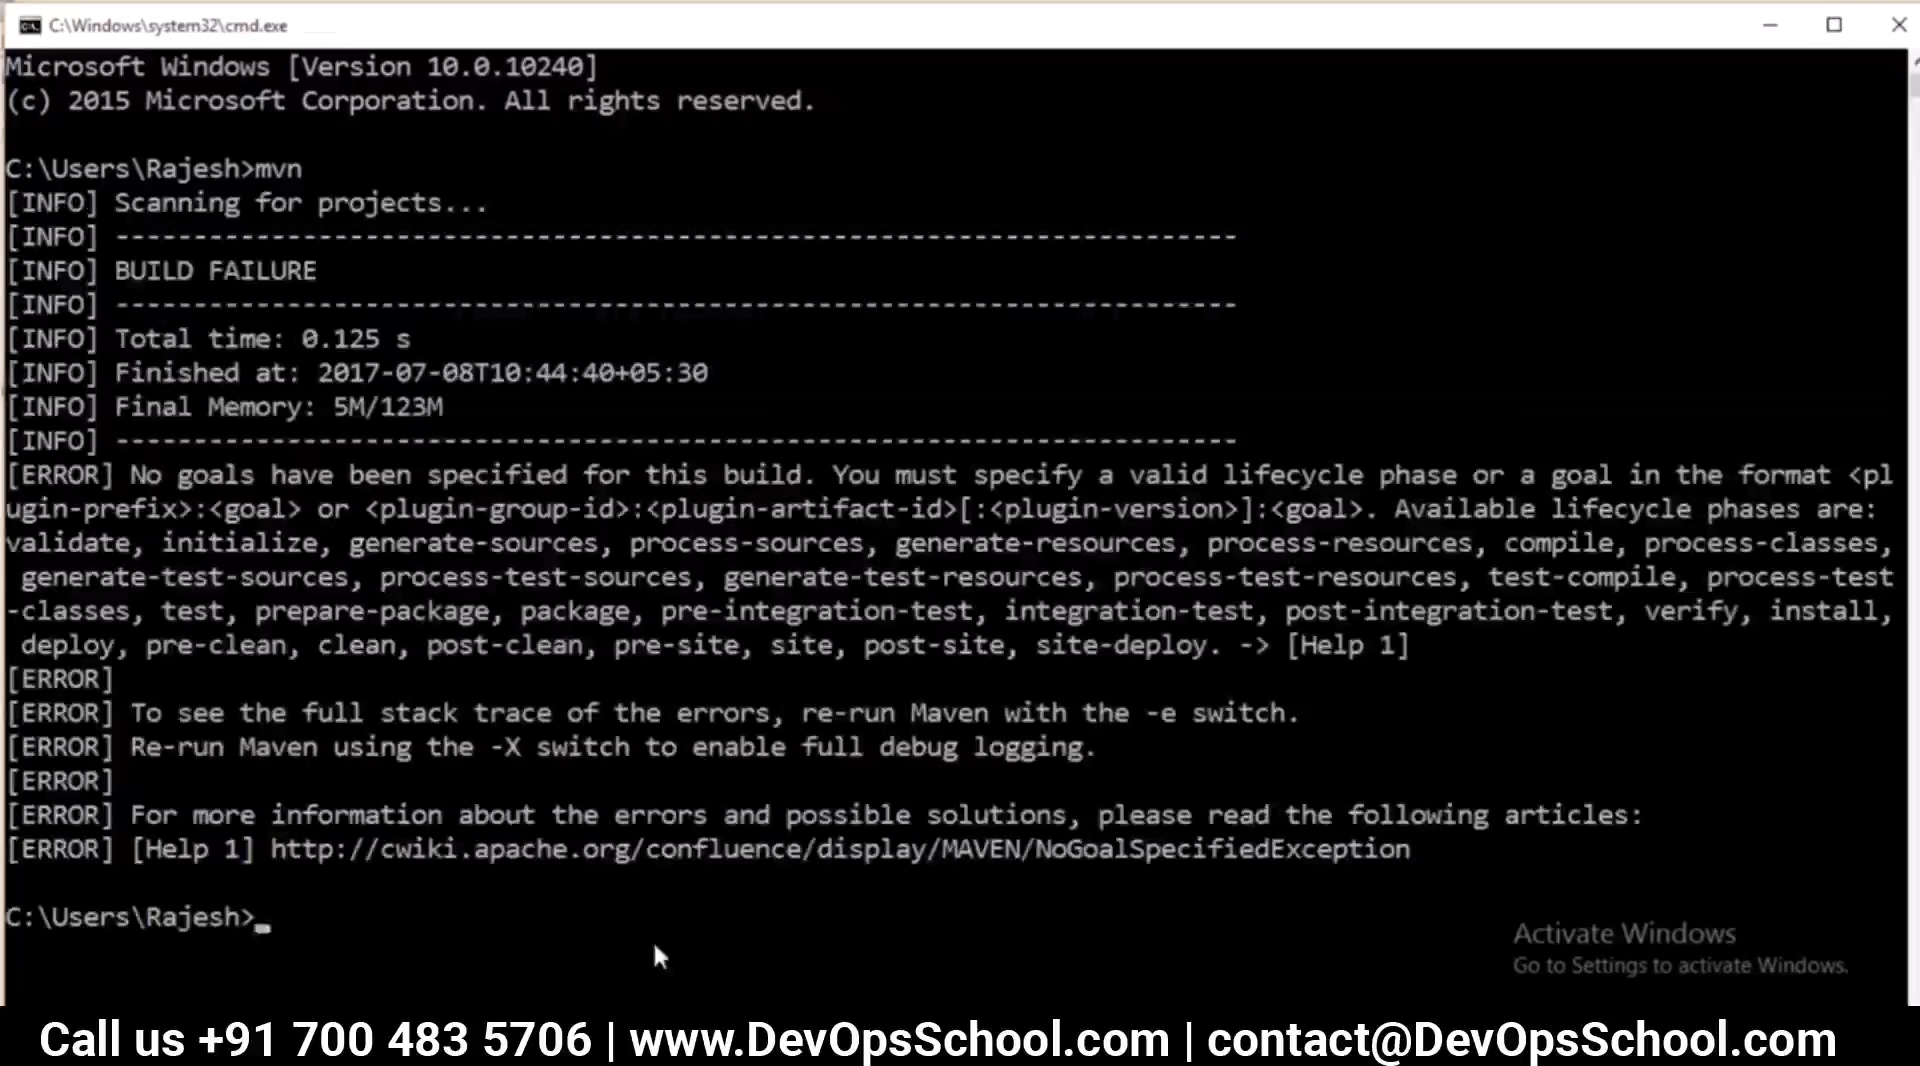 C:\Windows\system32\cmd.exe
Microsoft Windows [Version 10.0.10240]
(c) 2015 Microsoft Corporation. All rights reserved.
C:\Users\Rajesh>mvn
[INFO] Scanning for projects...
[INFO] ------------------------------------------------------------------------
[INFO] BUILD FAILURE
[INFO] ------------------------------------------------------------------------
[INFO] Total time: 0.125 s
[INFO] Finished at: 2017-07-08T10:44:40+05:30
[INFO] Final Memory: 5M/123M
[INFO] ------------------------------------------------------------------------
[ERROR] No goals have been specified for this build. You must specify a valid lifecycle phase or a goal in the format <pl
ugin-prefix>:<goal> or <plugin-group-id>:<plugin-artifact-id>[:<plugin-version>]:<goal>. Available lifecycle phases are:
validate, initialize, generate-sources, process-sources, generate-resources, process-resources, compile, process-classes,
generate-test-sources, process-test-sources, generate-test-resources, process-test-resources, test-compile, process-test
-classes, test, prepare-package, package, pre-integration-test, integration-test, post-integration-test, verify, install,
deploy, pre-clean, clean, post-clean, pre-site, site, post-site, site-deploy. -> [Help 1]
[ERROR]
[ERROR] To see the full stack trace of the errors, re-run Maven with the -e switch.
[ERROR] Re-run Maven using the -X switch to enable full debug logging.
[ERROR]
[ERROR] For more information about the errors and possible solutions, please read the following articles:
[ERROR] [Help 1] http://cwiki.apache.org/confluence/display/MAVEN/NoGoalSpecifiedException
C:\Users\Rajesh>
Activate Windows
Go to Settings to activate Windows.
Call us +91 700 483 5706 | www.DevOpsSchool.com | contact@DevOpsSchool.com